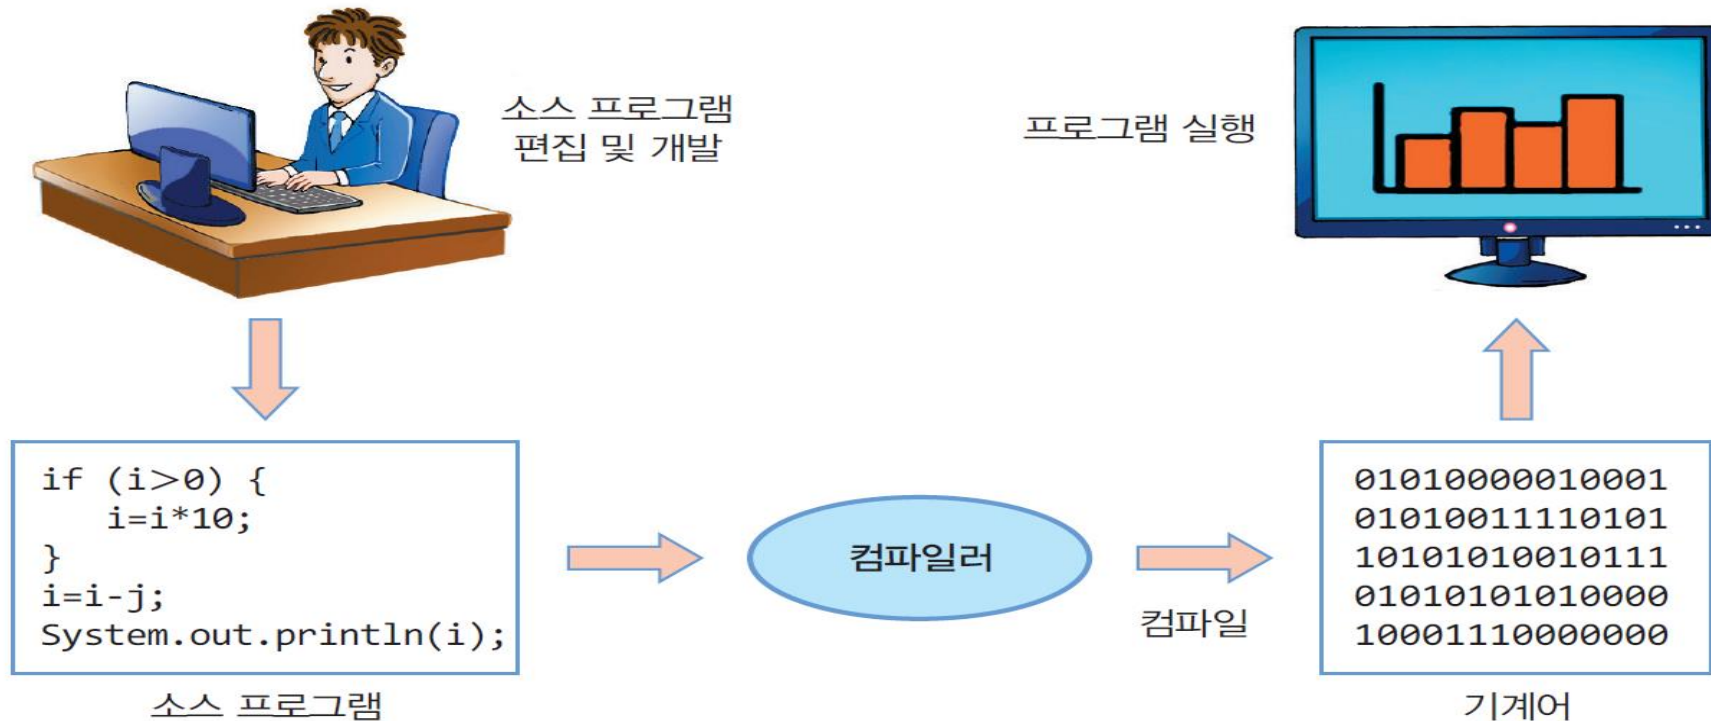 소스 프로그램
편집 및 개발
프로그램 실행
if (i>0) {
i=i*10;
}
i=i-j;
System.out.println(i);
소스 프로그램
컴파일러
컴파일
01010000010001
01010011110101
10101010010111
01010101010000
10001110000000
기계어